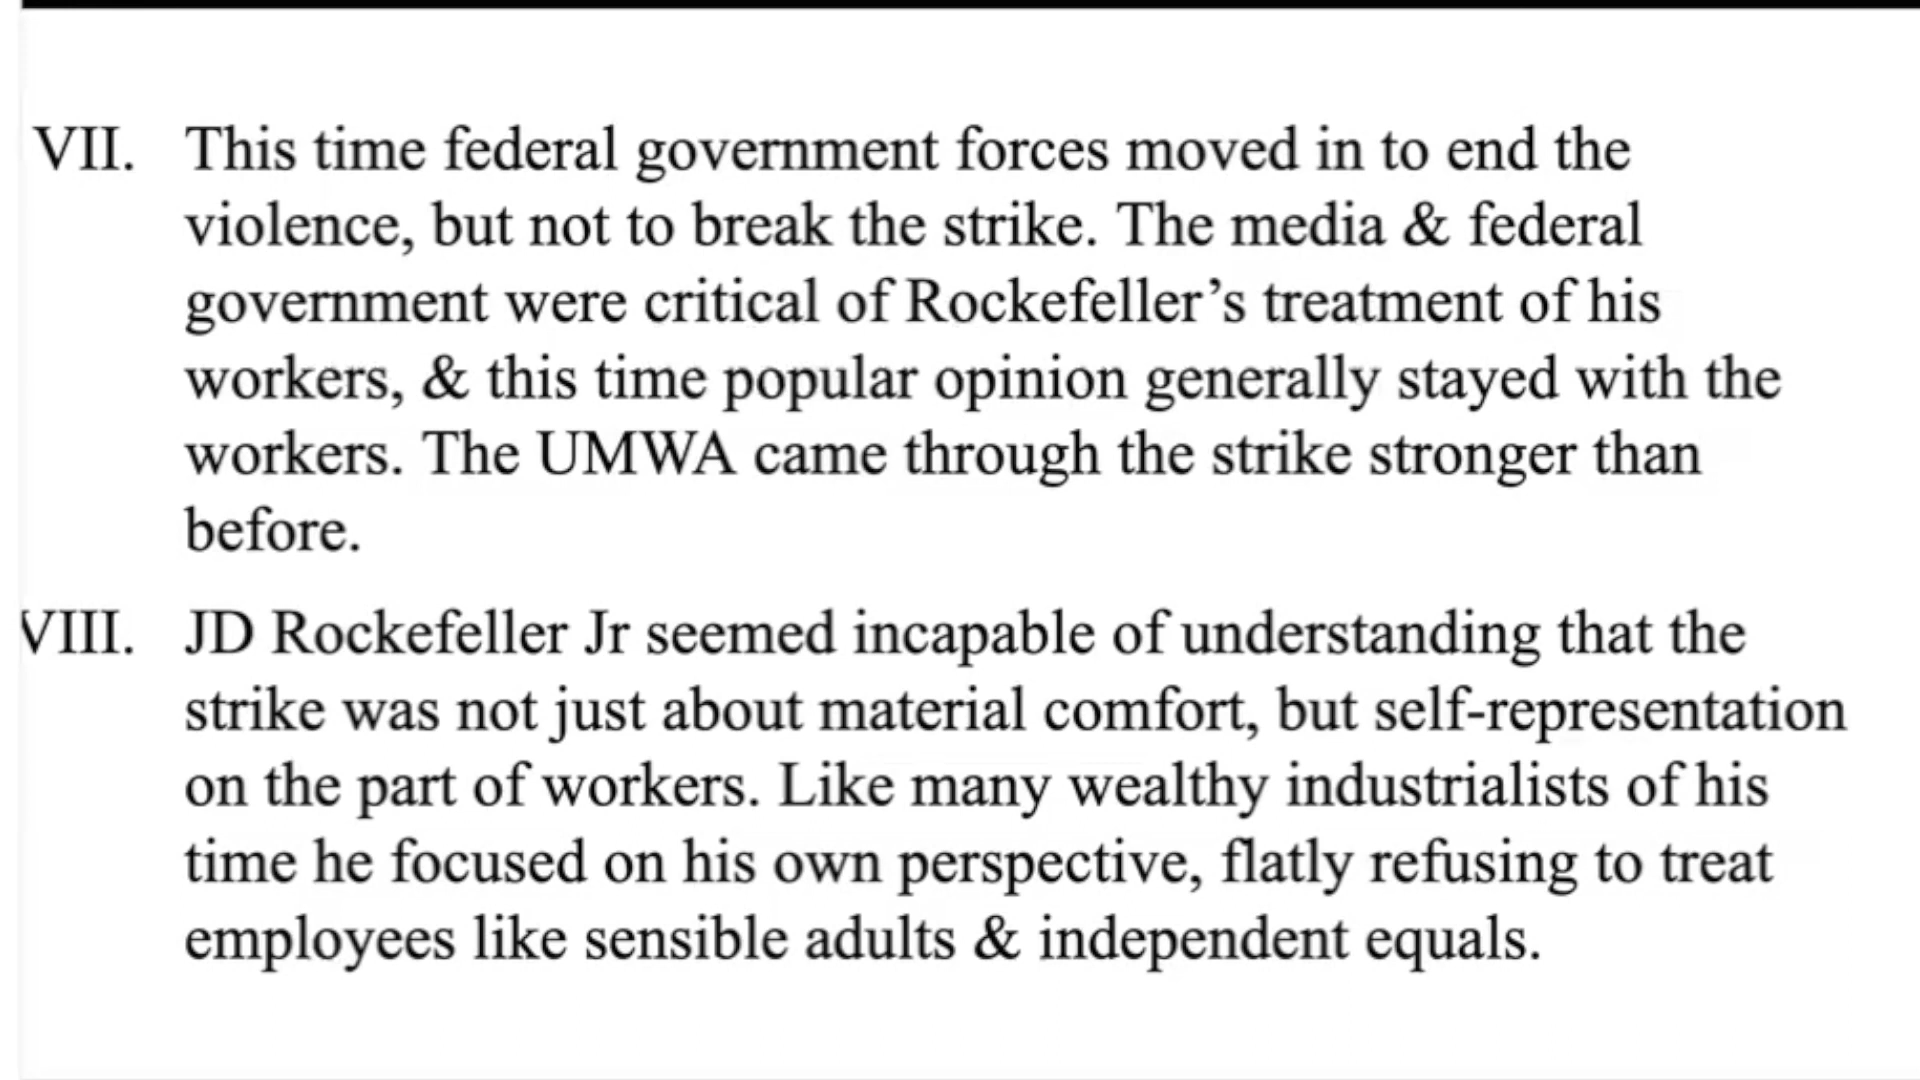 VII. This time federal government forces moved in to end the
violence, but not to break the strike. The media & federal
government were critical of Rockefeller’s treatment of his
workers, & this time popular opinion generally stayed with the
workers. The UMWA came through the strike stronger than
before.
VIII. JD Rockefeller Jr seemed incapable of understanding that the
strike was not just about material comfort, but self-representation
on the part of workers. Like many wealthy industrialists of his
time he focused on his own perspective, flatly refusing to treat
employees like sensible adults & independent equals.